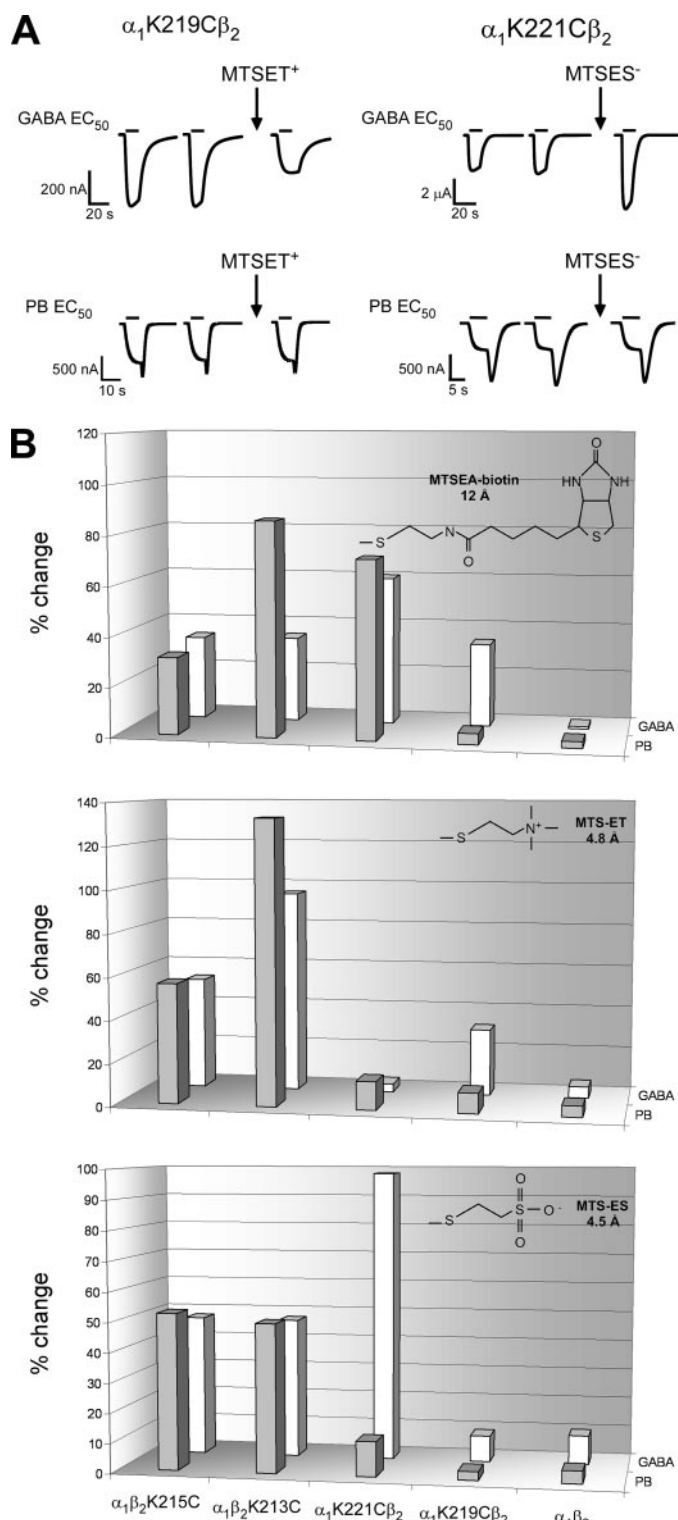 A
α₁K219Cβ₂
α₁K221Cβ₂
MTSET⁺
MTSES⁻
GABA EC₅₀
GABA EC₅₀
200 nA
20 s
2 μA
20 s
MTSET⁺
MTSES⁻
PB EC₅₀
PB EC₅₀
500 nA
10 s
500 nA
5 s
B
120
100
80
60
40
20
0
% change
MTSEA-biotin
12 Å
O
HN
NH
S
N
O
S
GABA
PB
140
120
100
80
60
40
20
0
% change
S
N⁺
MTS-ET
4.8 Å
GABA
PB
100
90
80
70
60
50
40
30
20
10
0
% change
O
S
S
O
O
MTS-ES
4.5 Å
GABA
PB
α₁β₂K215C
α₁β₂K213C
α₁K221Cβ₂
α₁K219Cβ₂
α₁β₂